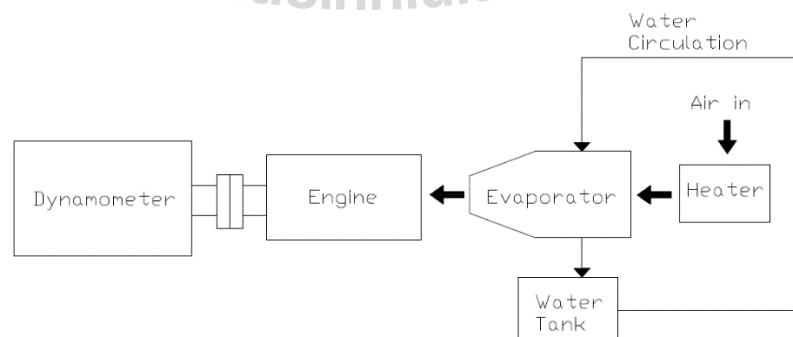 Water
Circulation
Air in
Dynamometer
Engine
Evaporator
Heater
Water
Tank